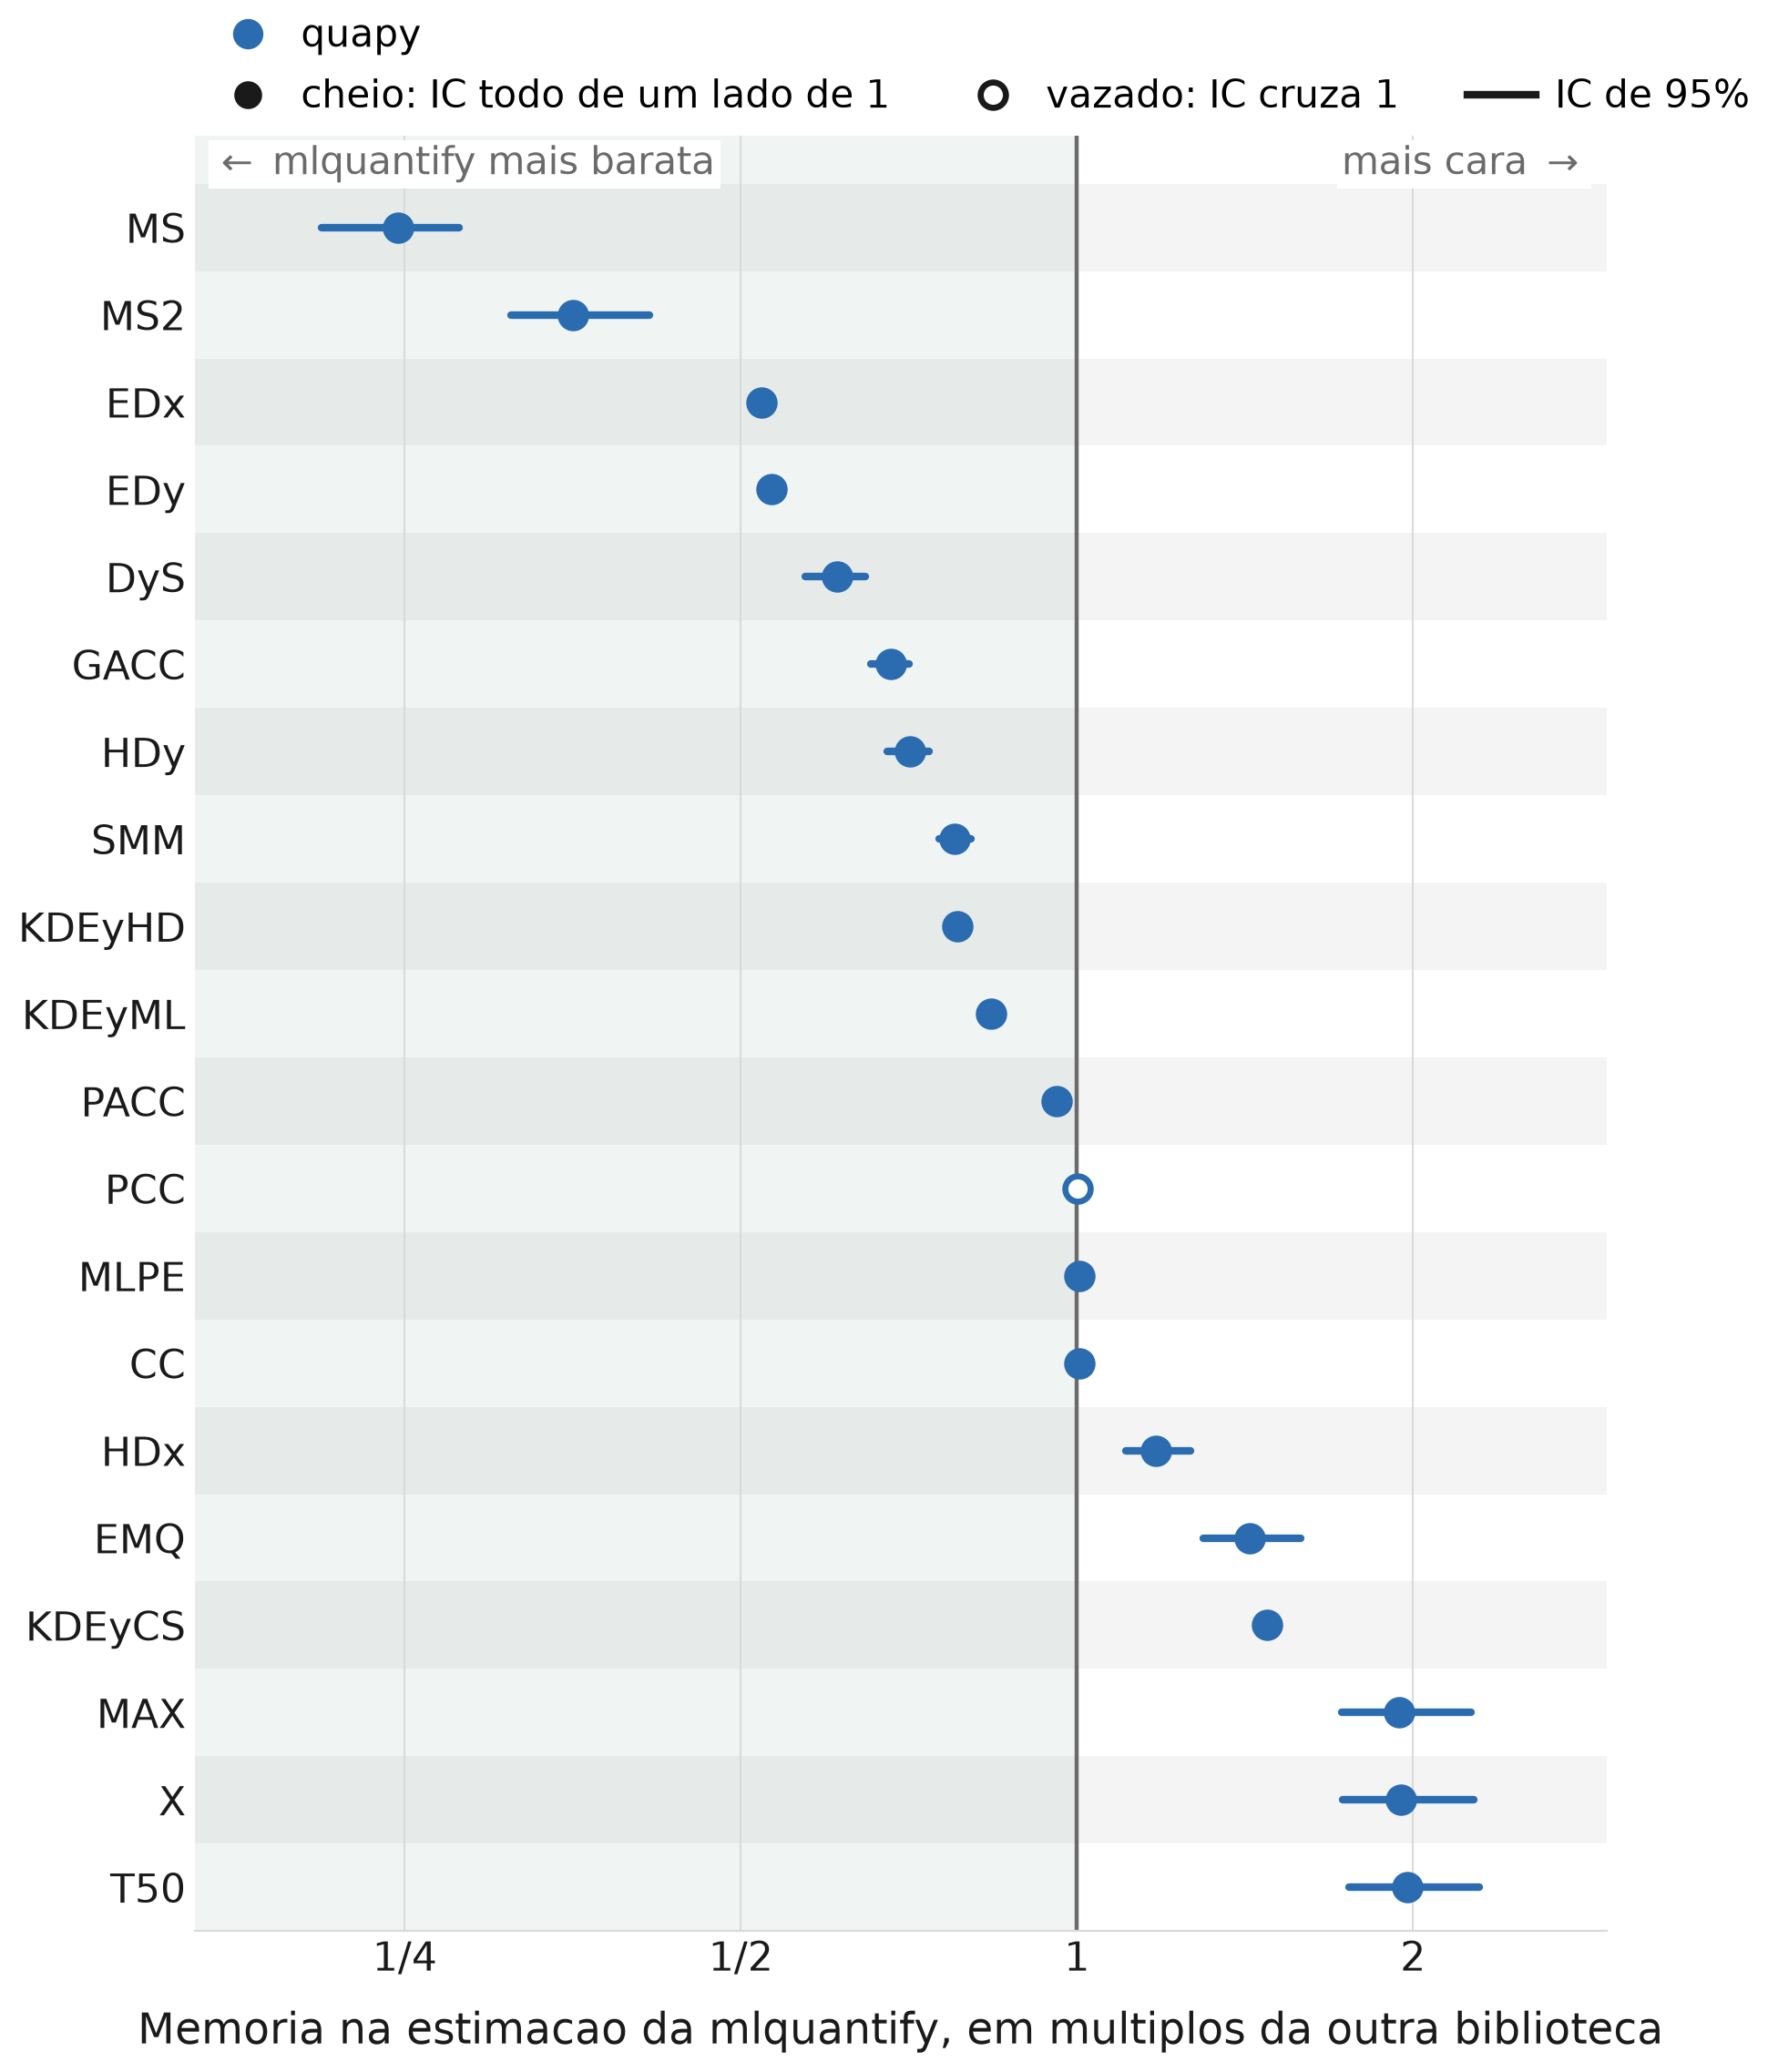 quapy
cheio: IC todo de um lado de 1 vazado: IC cruza 1 IC de 95%
← mlquantify mais barata mais cara →
MS
MS2
EDx
EDy
DyS
GACC
HDy
SMM
KDEyHD
KDEyML
PACC
PCC
MLPE
CC
HDx
EMQ
KDEyCS
MAX
X
T50
1/4 1/2 1 2
Memoria na estimacao da mlquantify, em multiplos da outra biblioteca